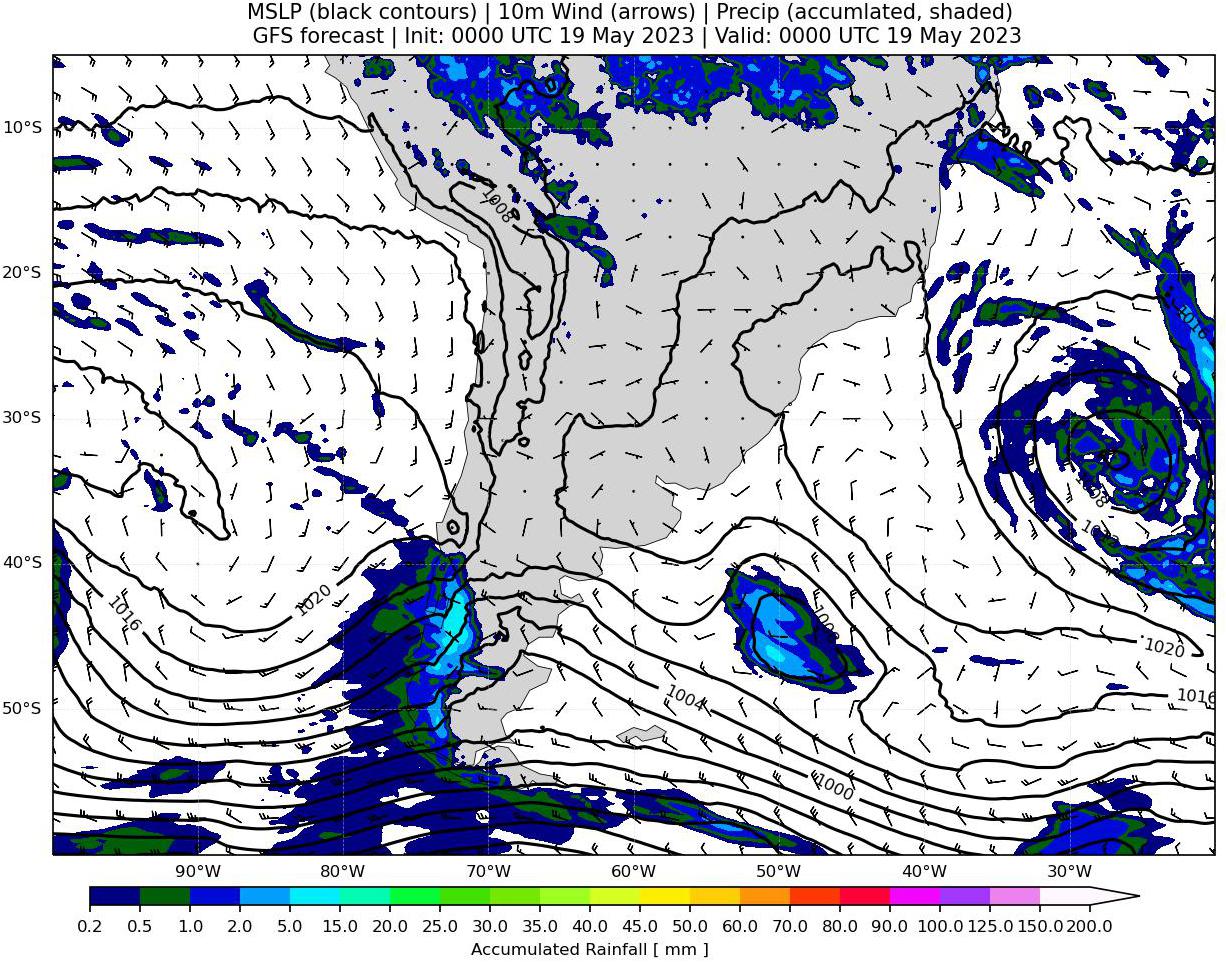 MSLP (black contours) | 10m Wind (arrows) | Precip (accumlated, shaded)
GFS forecast | Init: 0000 UTC 19 May 2023 | Valid: 0000 UTC 19 May 2023
10°S
1008
20°S
1016
30°S
1008
40°S
1020
1016
1020
1004
1016
50°S
1000
90°W 80°W 70°W 60°W 50°W 40°W 30°W
0.2 0.5 1.0 2.0 5.0 10.0 15.0 20.0 25.0 30.0 35.0 40.0 45.0 50.0 60.0 70.0 80.0 90.0 100.0 125.0 150.0 200.0
Accumulated Rainfall [ mm ]